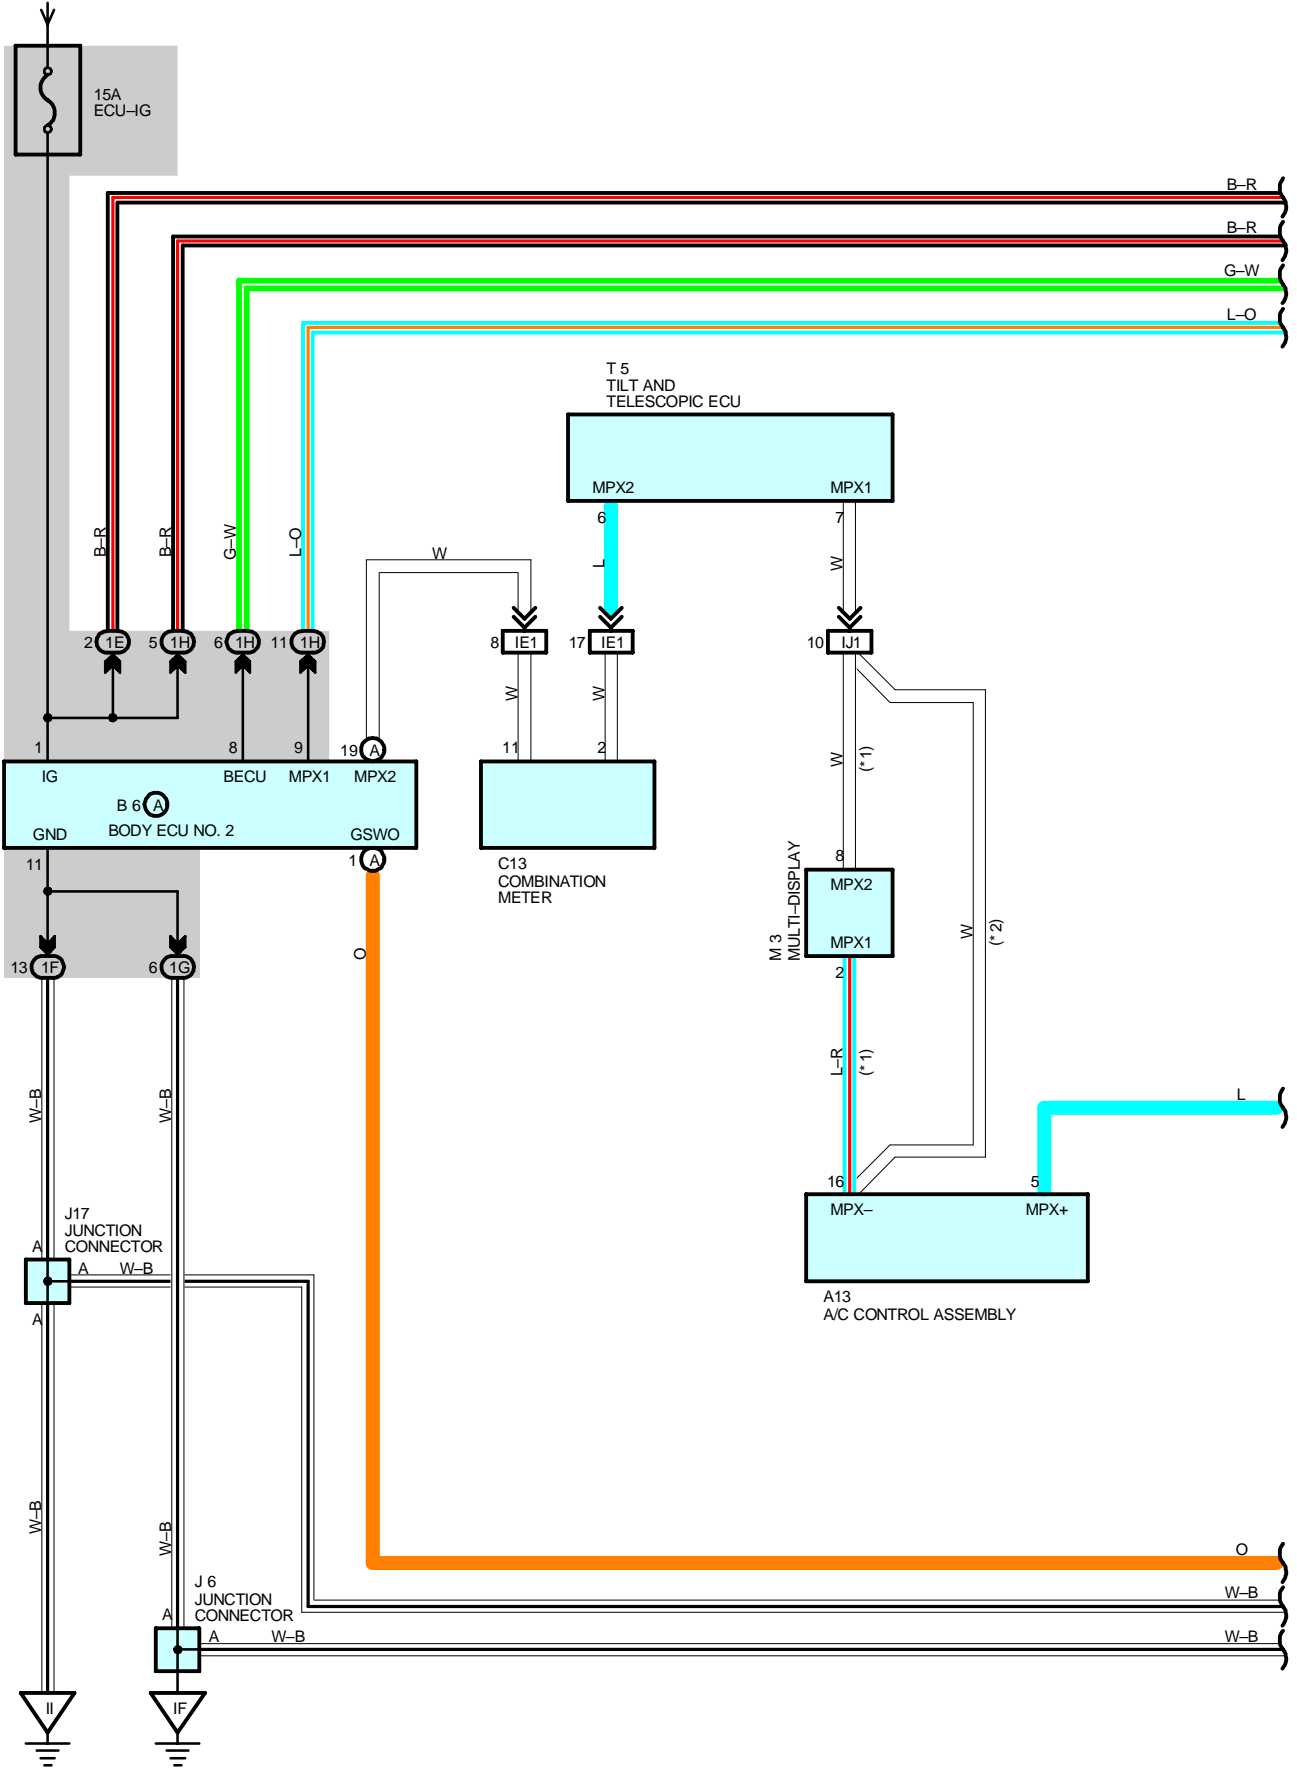 15A
ECU–IG
B–R
B–R
G–W
L–O
T 5
TILT AND
TELESCOPIC ECU
MPX2
MPX1
6
7
B–R
B–R
G–W
L–O
W
L
W
2
1E
5
1H
6
1H
11
1H
8
IE1
17
IE1
10
IJ1
W
W
1
8
9
19
A
11
2
W
(* 1)
IG
BECU
MPX1
MPX2
B 6
A
BODY ECU NO. 2
GND
GSWO
11
1
A
C13
COMBINATION
METER
8
MPX2
M 3
MULTI–DISPLAY
MPX1
2
W
(* 2)
O
13
1F
6
1G
W–B
W–B
L–R
(* 1)
L
16
5
MPX–
MPX+
J17
JUNCTION
CONNECTOR
A
A
W–B
A
A13
A/C CONTROL ASSEMBLY
W–B
W–B
O
J 6
JUNCTION
CONNECTOR
A
W–B
A
W–B
W–B
II
IF